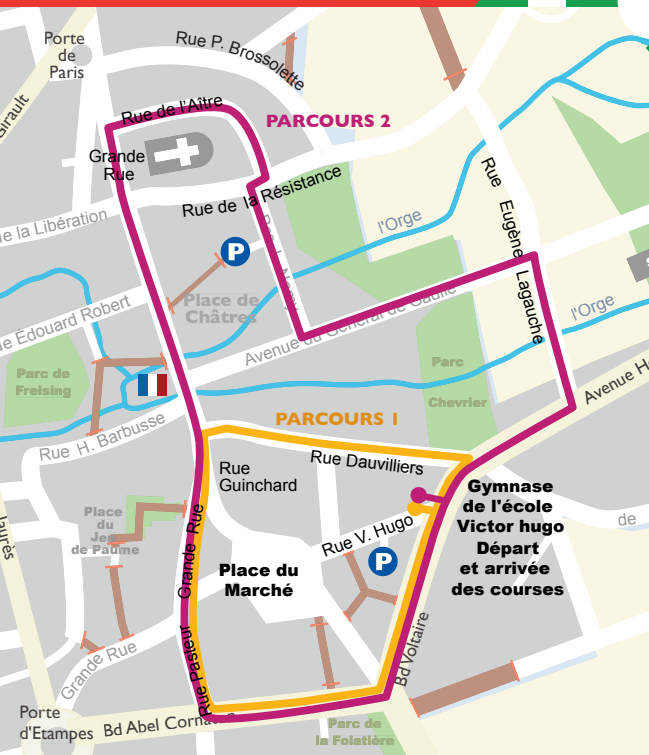 Porte
de
Paris
Rue P. Brossolette
Girault
Rue de l'Aître
PARCOURS 2
Grande
Rue
Rue de la Résistance
Rue Eugène Lagauche
de la Libération
P
l'Orge
Place de
Châtres
Avenue du Général de Gaulle
l'Orge
Édouard Robert
Parc de
Freising
Parc
Chevrier
Avenue
PARCOURS 1
Rue H. Barbusse
Rue Dauvilliers
Rue
Guinchard
Gymnase
de l'école
Victor hugo
Départ
et arrivée
des courses
Place
du
Jeu
de Paume
Grande Rue
Rue V. Hugo
P
de
Jaurès
Place du
Marché
Bd Voltaire
Rue Pasteur
Grande Rue
Porte
d'Etampes
Bd Abel
Parc de
la Folatière